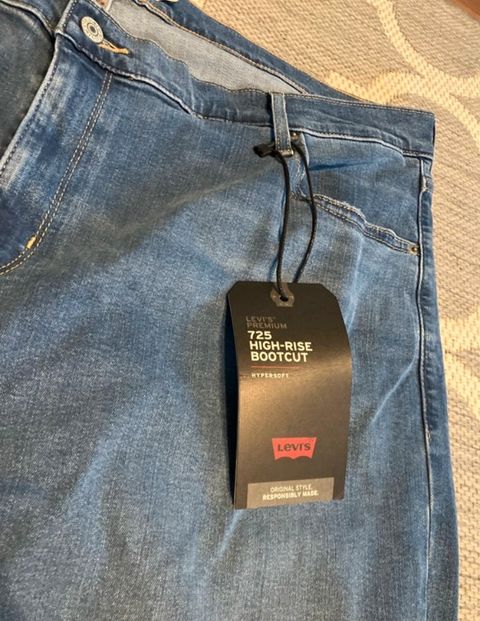 LEVI'S®
PREMIUM
725
HIGH-RISE
BOOTCUT
HYPERSOFT
Levi's
ORIGINAL STYLE.
RESPONSIBLY MADE.